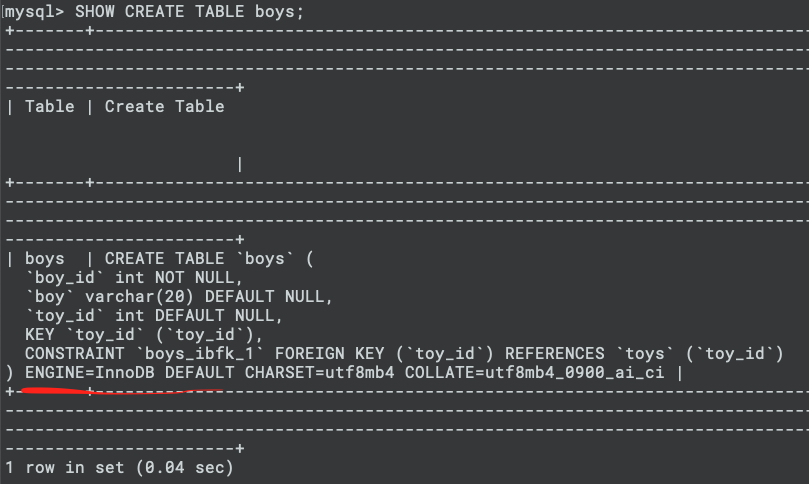 mysql> SHOW CREATE TABLE boys;
+-------+--------------------------------------------------------------------------
-----------------------------------------------------------------------------------
-----------------------------------------------------------------------------------
-----------------------+
| Table | Create Table
|
+-------+--------------------------------------------------------------------------
-----------------------------------------------------------------------------------
-----------------------------------------------------------------------------------
-----------------------+
| boys  | CREATE TABLE `boys` (
  `boy_id` int NOT NULL,
  `boy` varchar(20) DEFAULT NULL,
  `toy_id` int DEFAULT NULL,
  KEY `toy_id` (`toy_id`),
  CONSTRAINT `boys_ibfk_1` FOREIGN KEY (`toy_id`) REFERENCES `toys` (`toy_id`)
) ENGINE=InnoDB DEFAULT CHARSET=utf8mb4 COLLATE=utf8mb4_0900_ai_ci |
+-------+--------------------------------------------------------------------------
-----------------------------------------------------------------------------------
-----------------------------------------------------------------------------------
-----------------------+
1 row in set (0.04 sec)